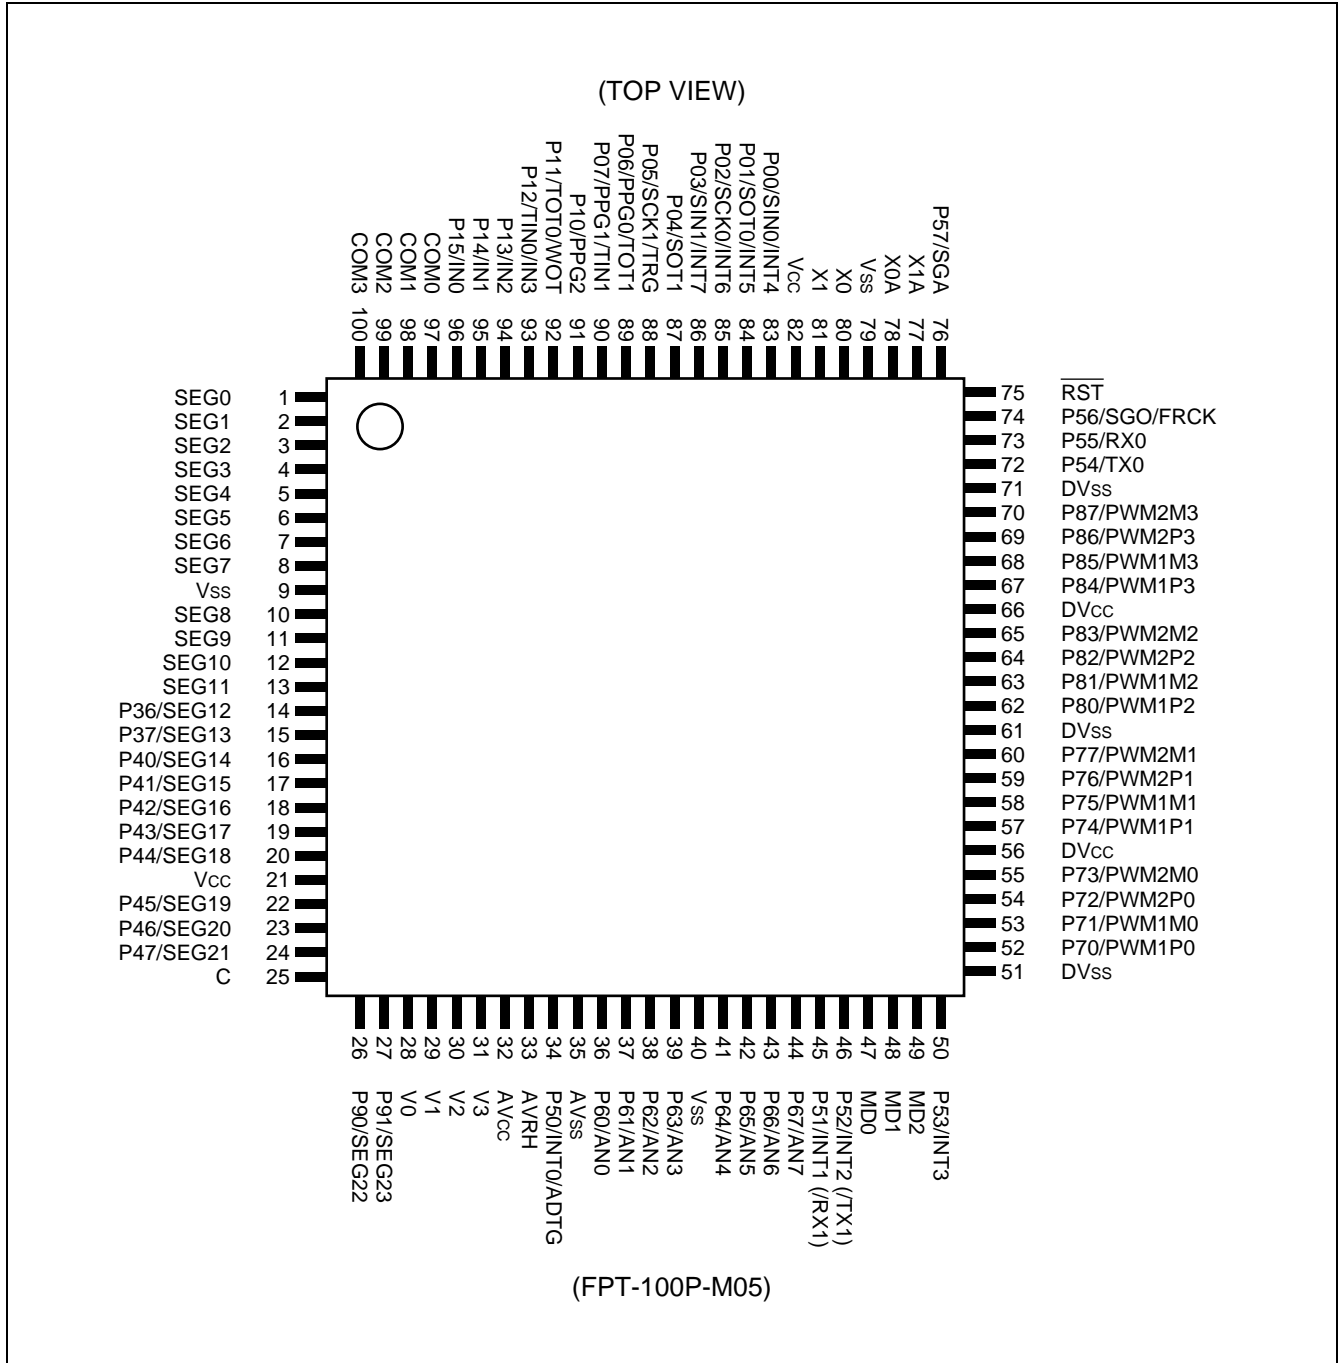 (TOP VIEW)
COM3 100
COM2 99
COM1 98
COM0 97
P15/IN0 96
P14/IN1 95
P13/IN2 94
P12/TIN0/IN3 93
P11/TOT0/WOT 92
P10/PPG2 91
P07/PPG1/TIN1 90
P06/PPG0/TOT1 89
P05/SCK1/TRG 88
P04/SOT1 87
P03/SIN1/INT7 86
P02/SCK0/INT6 85
P01/SOT0/INT5 84
P00/SIN0/INT4 83
Vcc 82
X1 81
X0 80
Vss 79
X0A 78
X1A 77
P57/SGA 76
SEG0 1
SEG1 2
SEG2 3
SEG3 4
SEG4 5
SEG5 6
SEG6 7
SEG7 8
Vss 9
SEG8 10
SEG9 11
SEG10 12
SEG11 13
P36/SEG12 14
P37/SEG13 15
P40/SEG14 16
P41/SEG15 17
P42/SEG16 18
P43/SEG17 19
P44/SEG18 20
Vcc 21
P45/SEG19 22
P46/SEG20 23
P47/SEG21 24
C 25
75 RST
74 P56/SGO/FRCK
73 P55/RX0
72 P54/TX0
71 DVss
70 P87/PWM2M3
69 P86/PWM2P3
68 P85/PWM1M3
67 P84/PWM1P3
66 DVcc
65 P83/PWM2M2
64 P82/PWM2P2
63 P81/PWM1M2
62 P80/PWM1P2
61 DVss
60 P77/PWM2M1
59 P76/PWM2P1
58 P75/PWM1M1
57 P74/PWM1P1
56 DVcc
55 P73/PWM2M0
54 P72/PWM2P0
53 P71/PWM1M0
52 P70/PWM1P0
51 DVss
26 P90/SEG22
27 P91/SEG23
28 V0
29 V1
30 V2
31 V3
32 AVcc
33 AVRH
34 P50/INT0/ADTG
35 AVss
36 P60/AN0
37 P61/AN1
38 P62/AN2
39 P63/AN3
40 Vss
41 P64/AN4
42 P65/AN5
43 P66/AN6
44 P67/AN7
45 P51/INT1 (/RX1)
46 P52/INT2 (/TX1)
47 MD0
48 MD1
49 MD2
50 P53/INT3
(FPT-100P-M05)